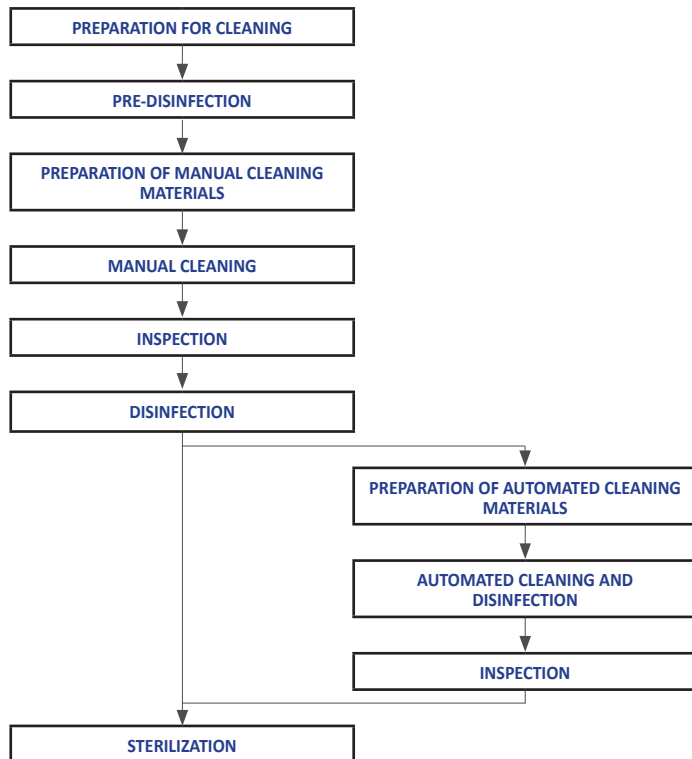 PREPARATION FOR CLEANING
PRE-DISINFECTION
PREPARATION OF MANUAL CLEANING
MATERIALS
MANUAL CLEANING
INSPECTION
DISINFECTION
PREPARATION OF AUTOMATED CLEANING
MATERIALS
AUTOMATED CLEANING AND
DISINFECTION
INSPECTION
STERILIZATION